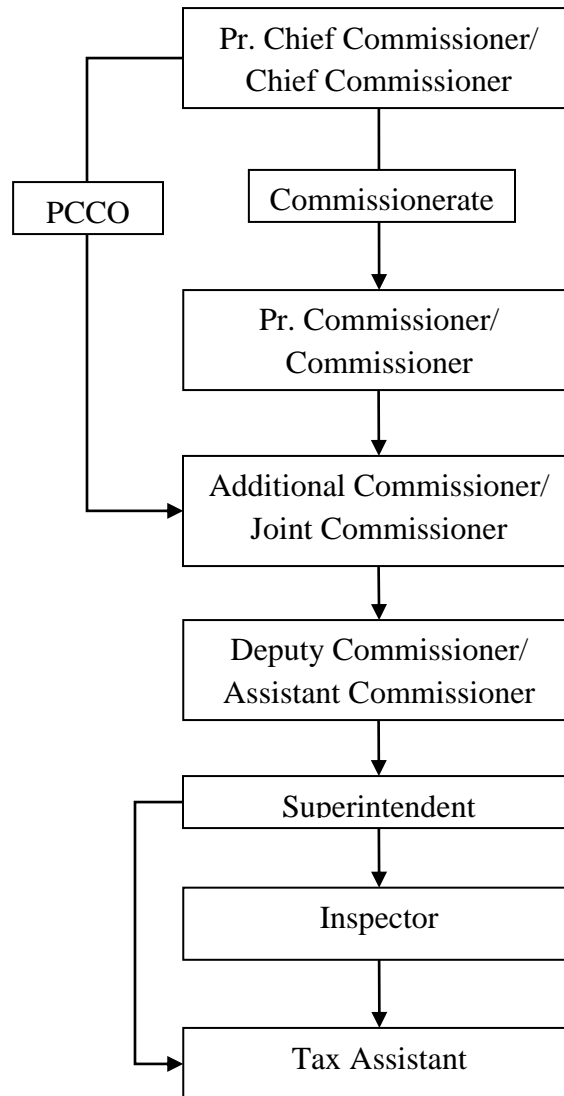 Pr. Chief Commissioner/
Chief Commissioner
PCCO
Commissionerate
Pr. Commissioner/
Commissioner
Additional Commissioner/
Joint Commissioner
Deputy Commissioner/
Assistant Commissioner
Superintendent
Inspector
Tax Assistant